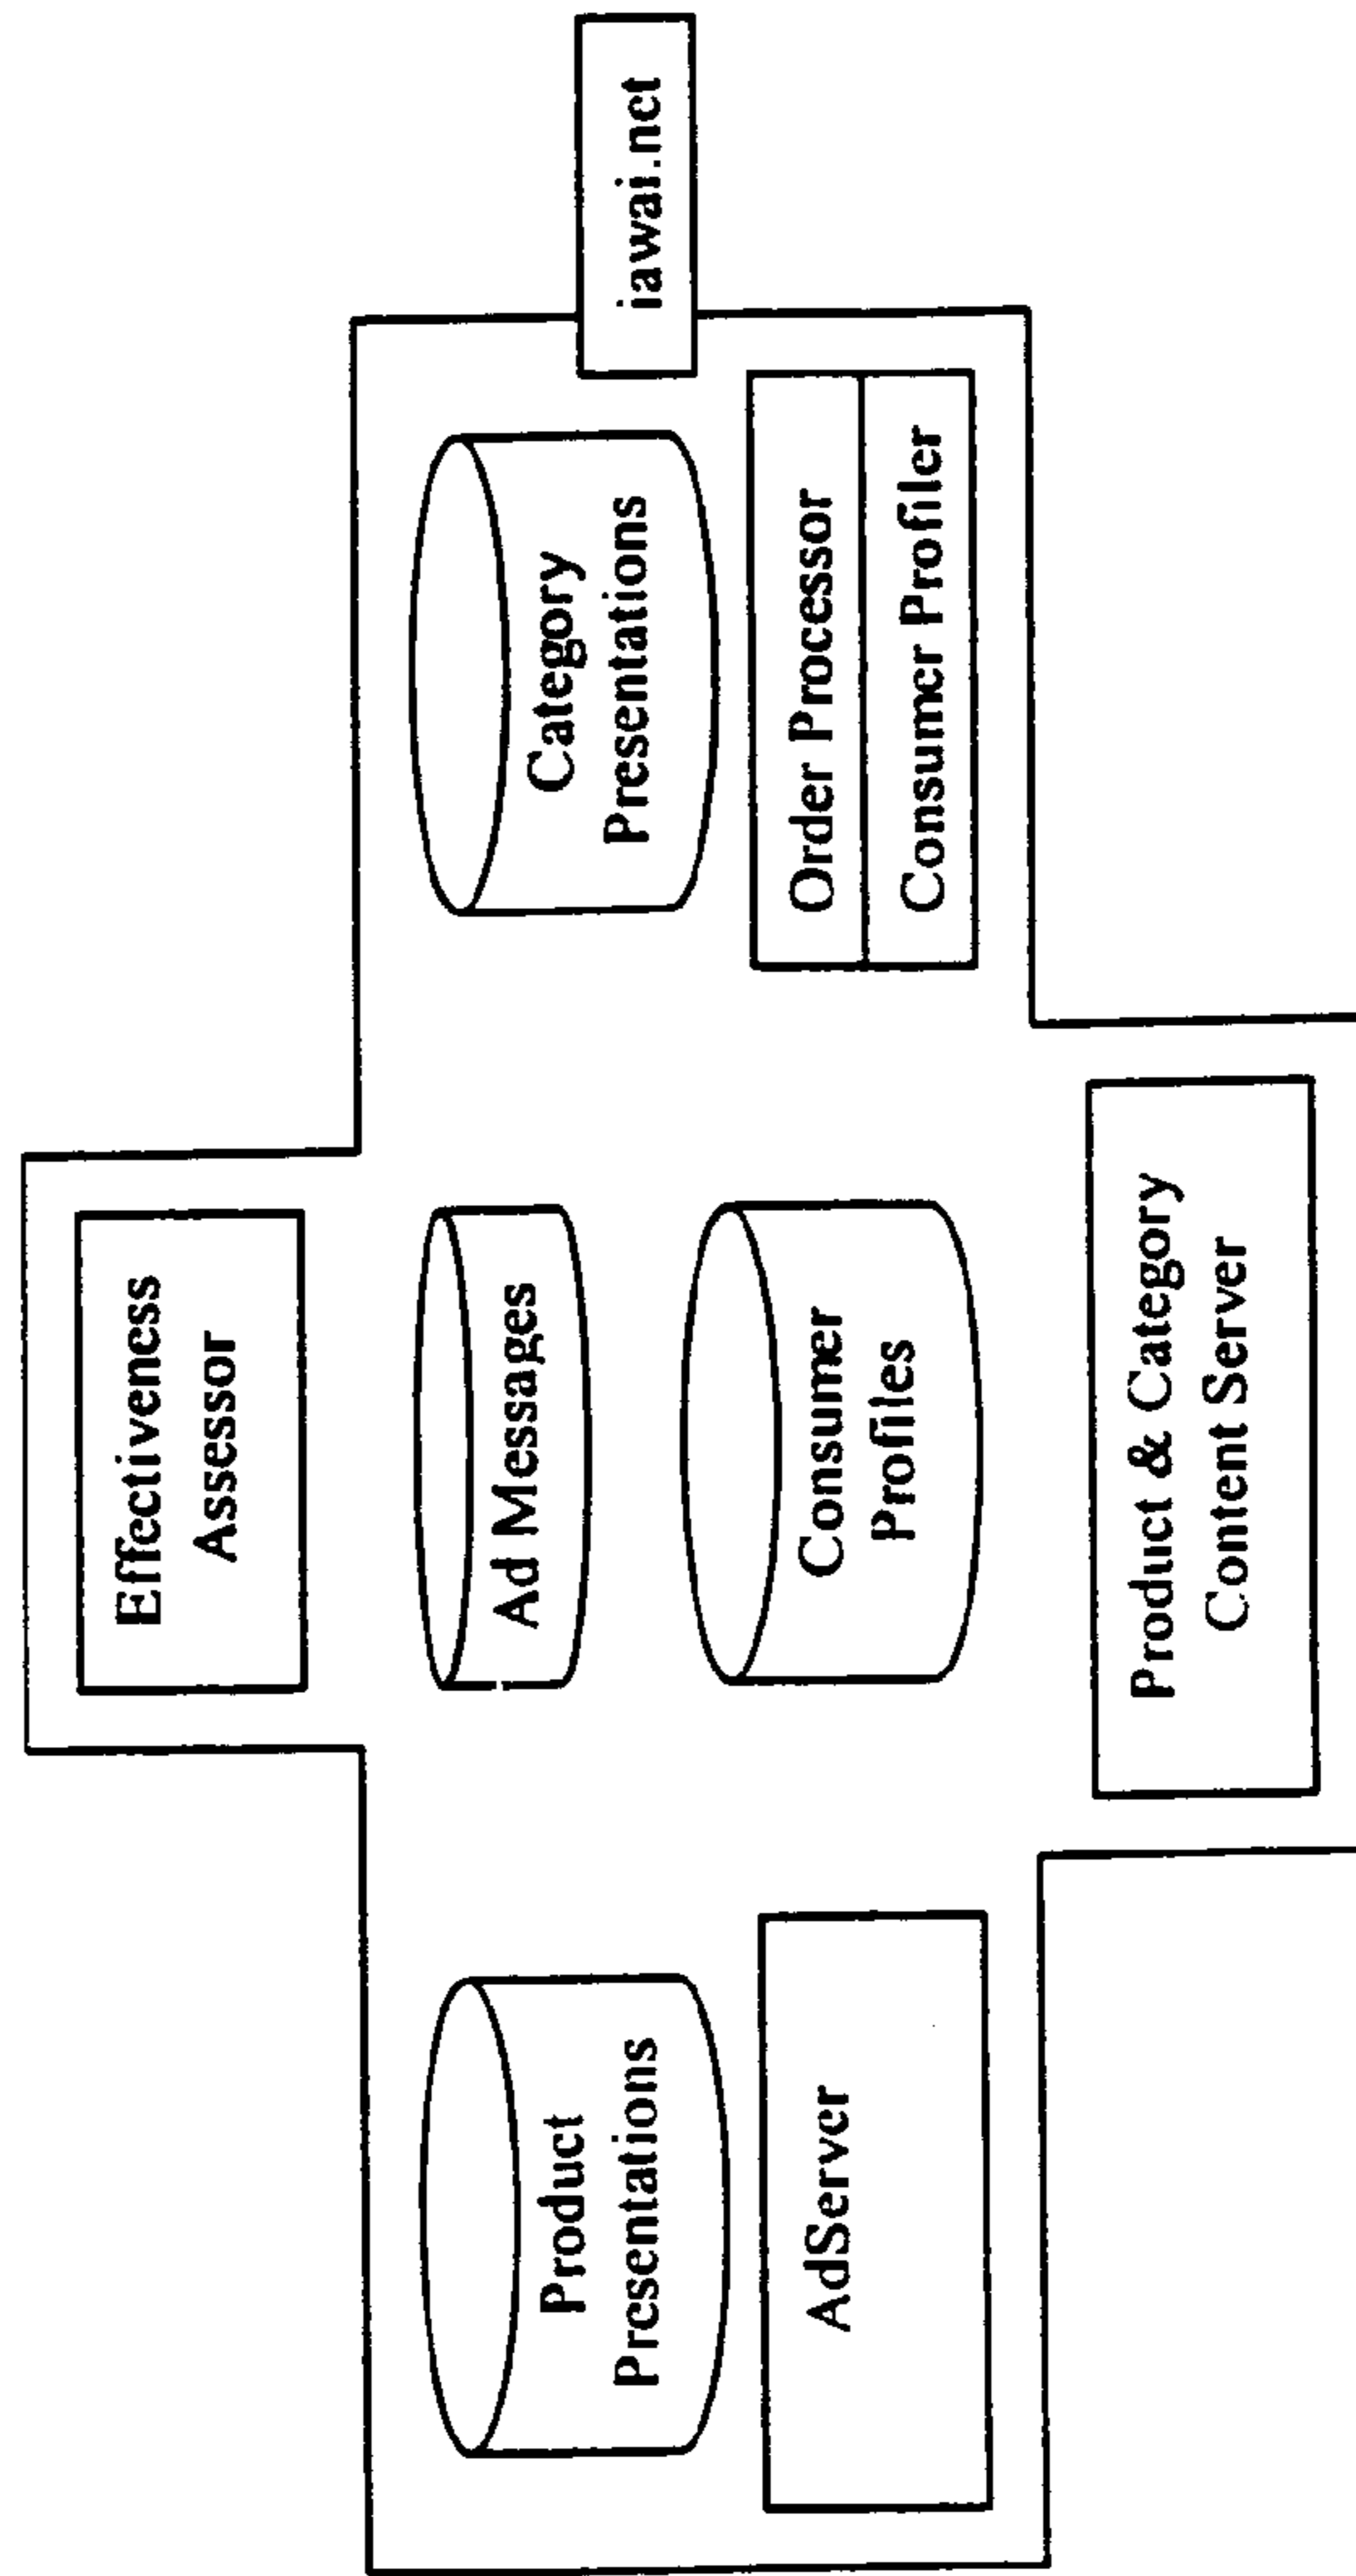 Effectiveness
Assessor
Product
Presentations
Ad Messages
Category
Presentations
iawai.net
AdServer
Consumer
Profiles
Order Processor
Consumer Profiler
Product & Category
Content Server